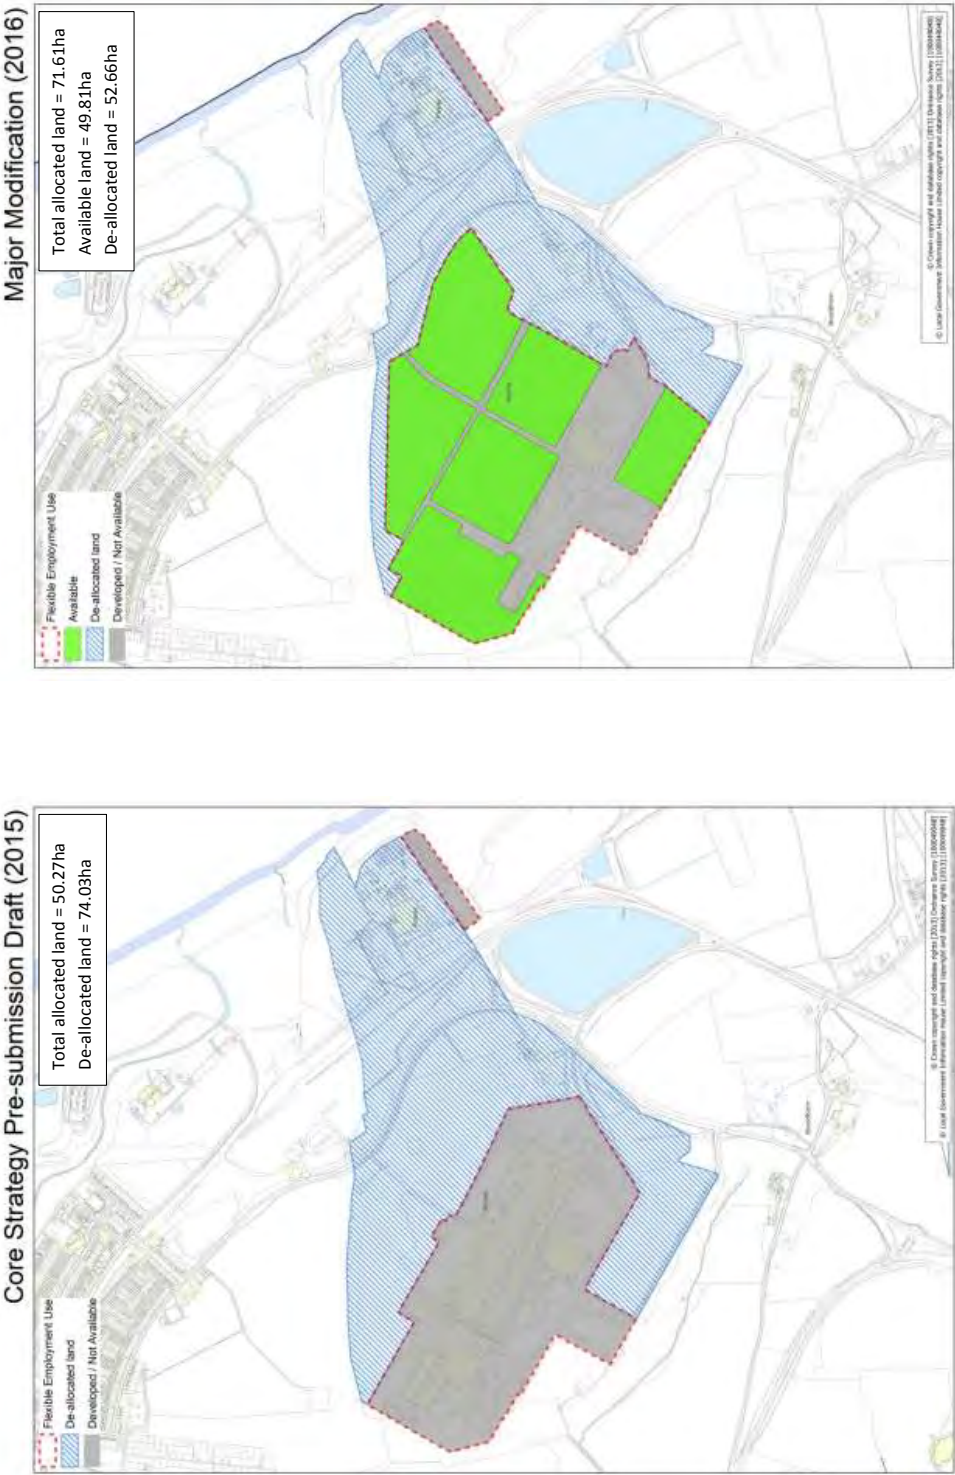 Core Strategy Pre-submission Draft (2015)
Flexible Employment Use
De-allocated land
Developed / Not Available
Total allocated land = 50.27ha
De-allocated land = 74.03ha
Major Modification (2016)
Flexible Employment Use
Available
De-allocated land
Developed / Not Available
Total allocated land = 71.61ha
Available land = 49.81ha
De-allocated land = 52.66ha